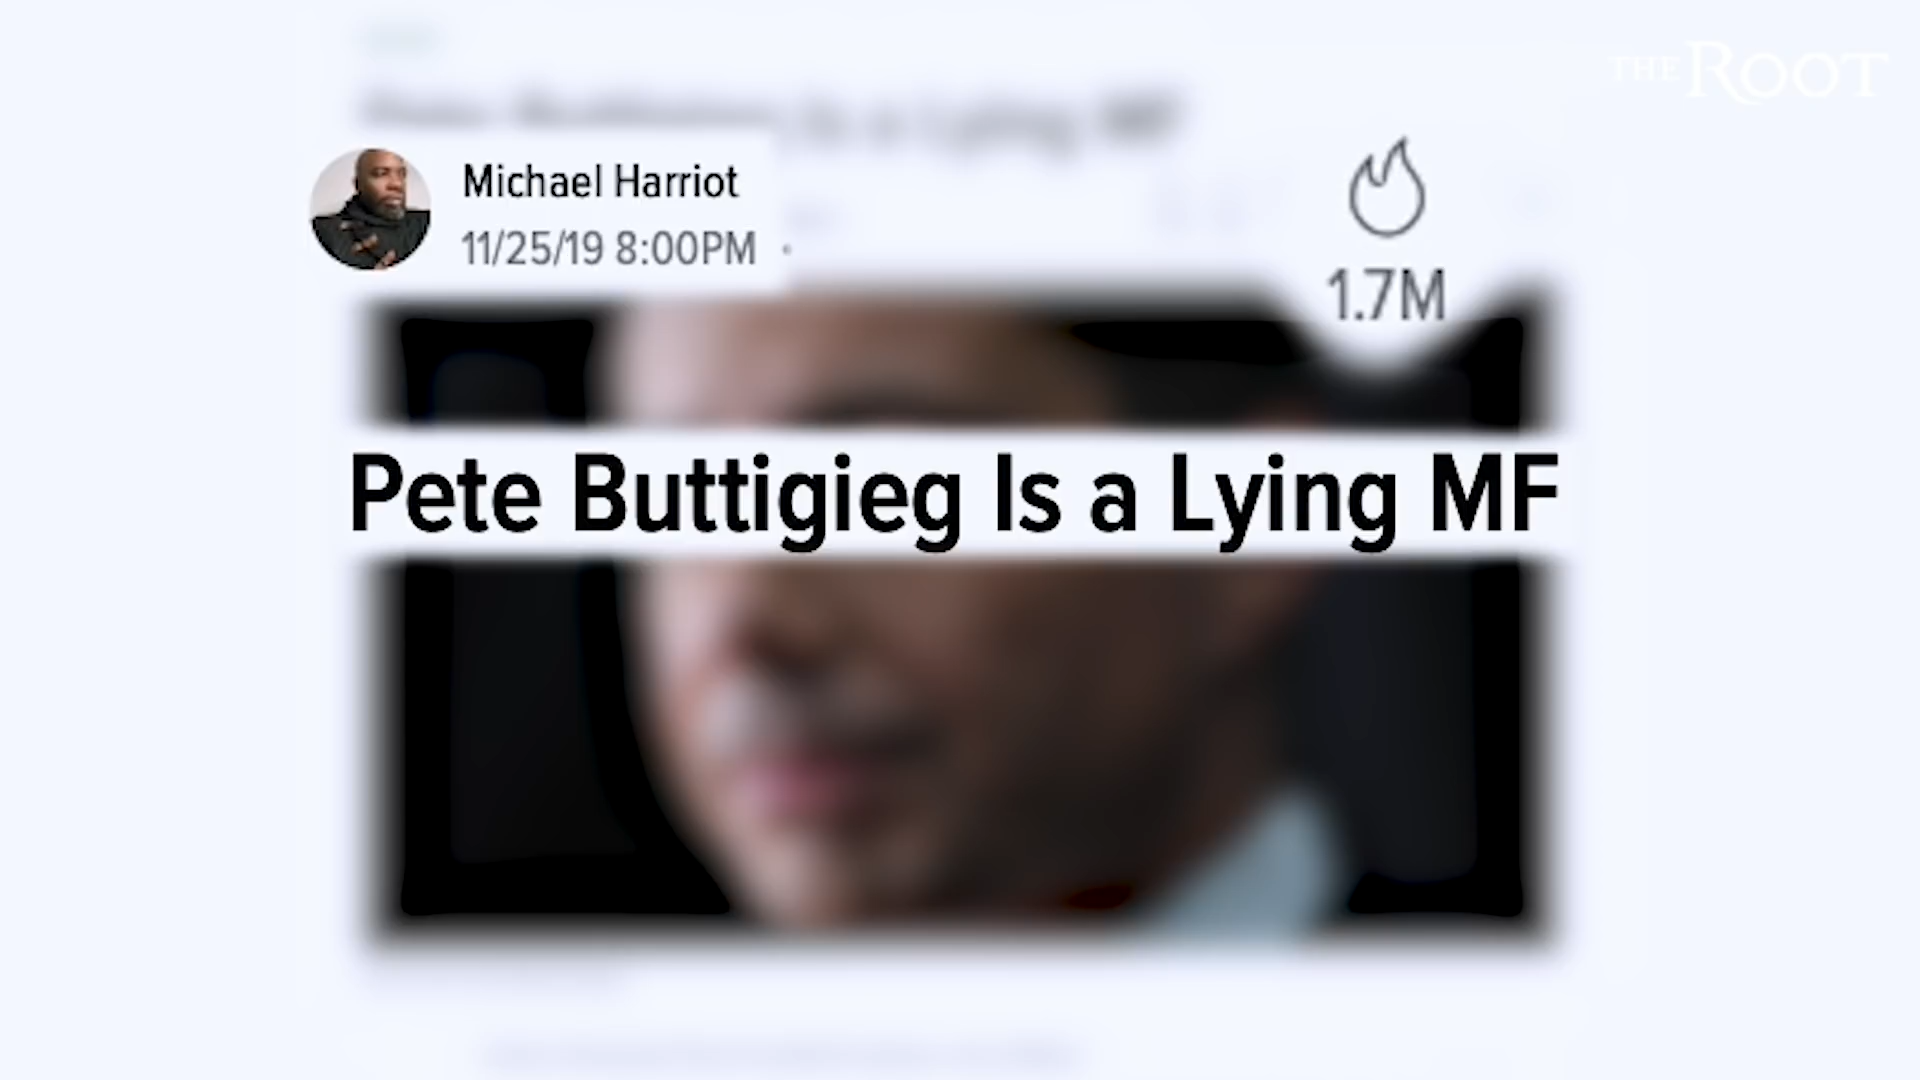 THE ROOT
Michael Harriot
11/25/19 8:00PM
1.7M
Pete Buttigieg Is a Lying MF